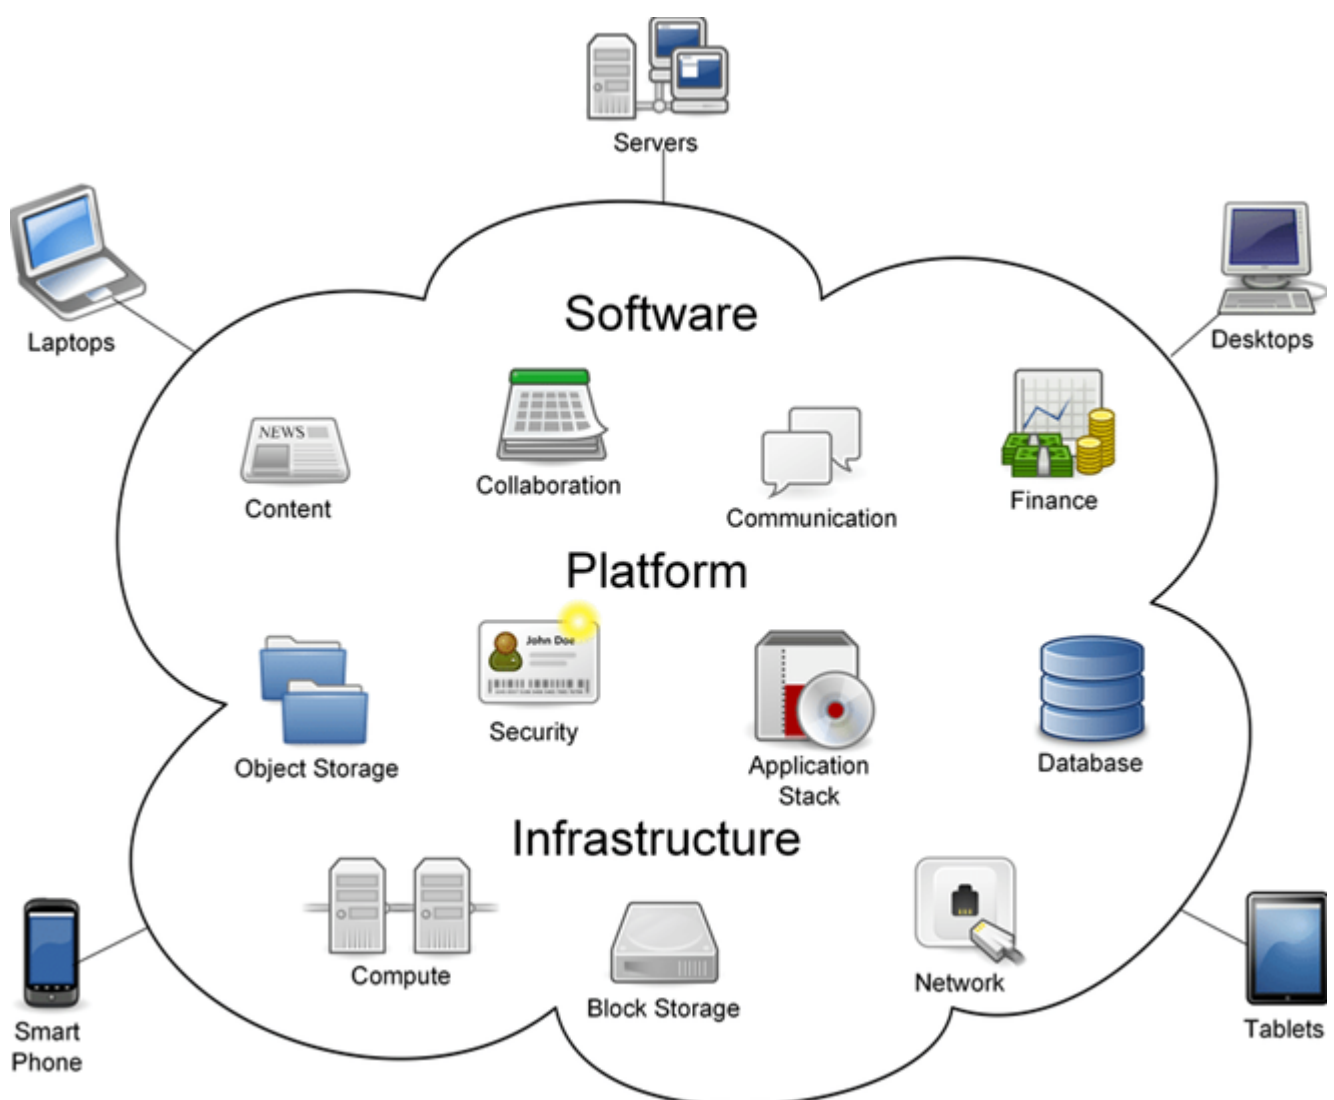 Servers
Laptops
Desktops
Software
NEWS
Content
Collaboration
Communication
Finance
Platform
John Doe
Object Storage
Security
Application
Stack
Database
Infrastructure
Compute
Block Storage
Network
Smart
Phone
Tablets